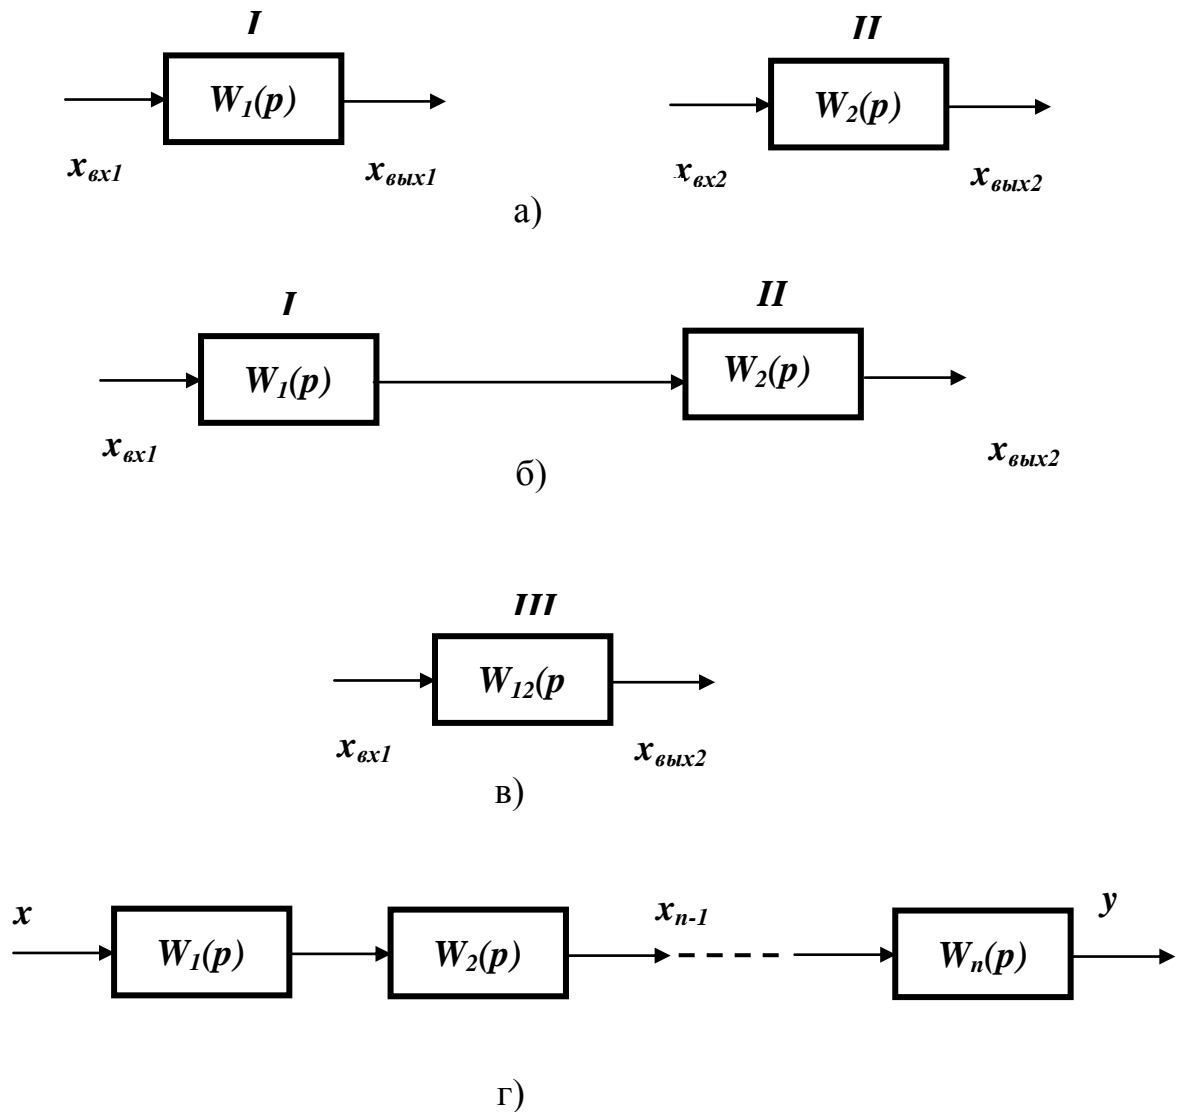 I II
W1(p) W2(p)
xвх1 xвых1 xвх2 xвых2
а)
I II
W1(p) W2(p)
xвх1 xвых2
б)
III
W12(p
xвх1 xвых2
в)
x xn-1 y
W1(p) W2(p) Wn(p)
г)